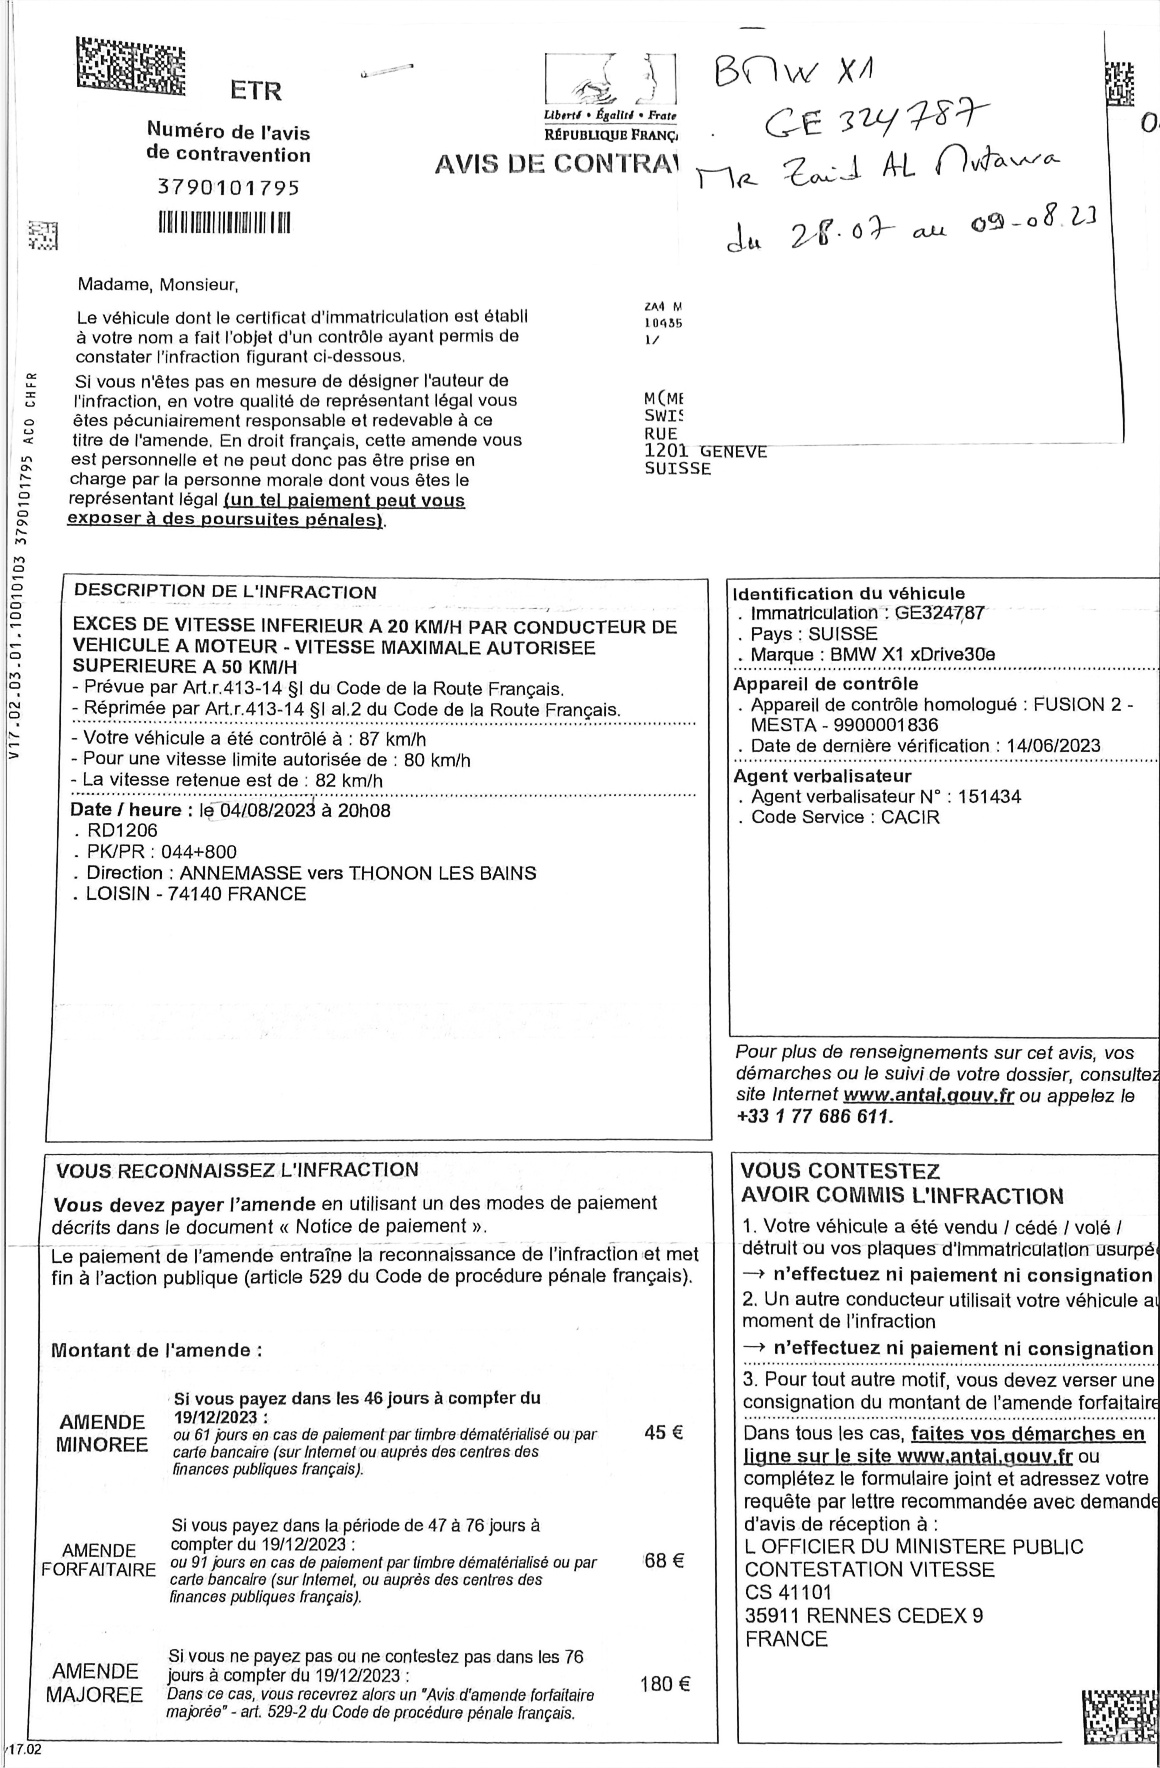 ETR
Numéro de l'avis
de contravention
3790101795
Liberté • Égalité • Frate
RÉPUBLIQUE FRANÇ
AVIS DE CONTRAV
BMW X1
GE 324787
MR Zaid AL Mutawa
du 28.07 au 09-08.23
Madame, Monsieur,
Le véhicule dont le certificat d'immatriculation est établi
à votre nom a fait l'objet d'un contrôle ayant permis de
constater l'infraction figurant ci-dessous.
Si vous n'êtes pas en mesure de désigner l'auteur de
l'infraction, en votre qualité de représentant légal vous
êtes pécuniairement responsable et redevable à ce
titre de l'amende. En droit français, cette amende vous
est personnelle et ne peut donc pas être prise en
charge par la personne morale dont vous êtes le
représentant légal (un tel paiement peut vous
exposer à des poursuites pénales).
ZA4 M
10435
1/
M(ME
SWIS
RUE
1201 GENEVE
SUISSE
V17.02.03.01.10010103 3790101795 ACO CHFR
DESCRIPTION DE L'INFRACTION
EXCES DE VITESSE INFERIEUR A 20 KM/H PAR CONDUCTEUR DE
VEHICULE A MOTEUR - VITESSE MAXIMALE AUTORISEE
SUPERIEURE A 50 KM/H
- Prévue par Art.r.413-14 §I du Code de la Route Français.
- Réprimée par Art.r.413-14 §I al.2 du Code de la Route Français.
- Votre véhicule a été contrôlé à : 87 km/h
- Pour une vitesse limite autorisée de : 80 km/h
- La vitesse retenue est de : 82 km/h
Date / heure : le 04/08/2023 à 20h08
. RD1206
. PK/PR : 044+800
. Direction : ANNEMASSE vers THONON LES BAINS
. LOISIN - 74140 FRANCE
Identification du véhicule
. Immatriculation : GE324787
. Pays : SUISSE
. Marque : BMW X1 xDrive30e
Appareil de contrôle
. Appareil de contrôle homologué : FUSION 2 -
MESTA - 9900001836
. Date de dernière vérification : 14/06/2023
Agent verbalisateur
. Agent verbalisateur N° : 151434
. Code Service : CACIR
Pour plus de renseignements sur cet avis, vos
démarches ou le suivi de votre dossier, consultez
site Internet www.antai.gouv.fr ou appelez le
+33 1 77 686 611.
VOUS RECONNAISSEZ L'INFRACTION
Vous devez payer l'amende en utilisant un des modes de paiement
décrits dans le document « Notice de paiement ».
Le paiement de l'amende entraîne la reconnaissance de l'infraction et met
fin à l'action publique (article 529 du Code de procédure pénale français).
Montant de l'amende :
AMENDE
MINOREE
Si vous payez dans les 46 jours à compter du
19/12/2023 :
ou 61 jours en cas de paiement par timbre dématérialisé ou par
carte bancaire (sur Internet ou auprès des centres des
finances publiques français).
45 €
AMENDE
FORFAITAIRE
Si vous payez dans la période de 47 à 76 jours à
compter du 19/12/2023 :
ou 91 jours en cas de paiement par timbre dématérialisé ou par
carte bancaire (sur Internet, ou auprès des centres des
finances publiques français).
68 €
AMENDE
MAJOREE
Si vous ne payez pas ou ne contestez pas dans les 76
jours à compter du 19/12/2023 :
Dans ce cas, vous recevrez alors un "Avis d'amende forfaitaire
majorée" - art. 529-2 du Code de procédure pénale français.
180 €
VOUS CONTESTEZ
AVOIR COMMIS L'INFRACTION
1. Votre véhicule a été vendu / cédé / volé /
détruit ou vos plaques d'immatriculation usurpé
→ n'effectuez ni paiement ni consignation
2. Un autre conducteur utilisait votre véhicule au
moment de l'infraction
→ n'effectuez ni paiement ni consignation
3. Pour tout autre motif, vous devez verser une
consignation du montant de l'amende forfaitaire
Dans tous les cas, faites vos démarches en
ligne sur le site www.antai.gouv.fr ou
complétez le formulaire joint et adressez votre
requête par lettre recommandée avec demande
d'avis de réception à :
L OFFICIER DU MINISTERE PUBLIC
CONTESTATION VITESSE
CS 41101
35911 RENNES CEDEX 9
FRANCE
17.02